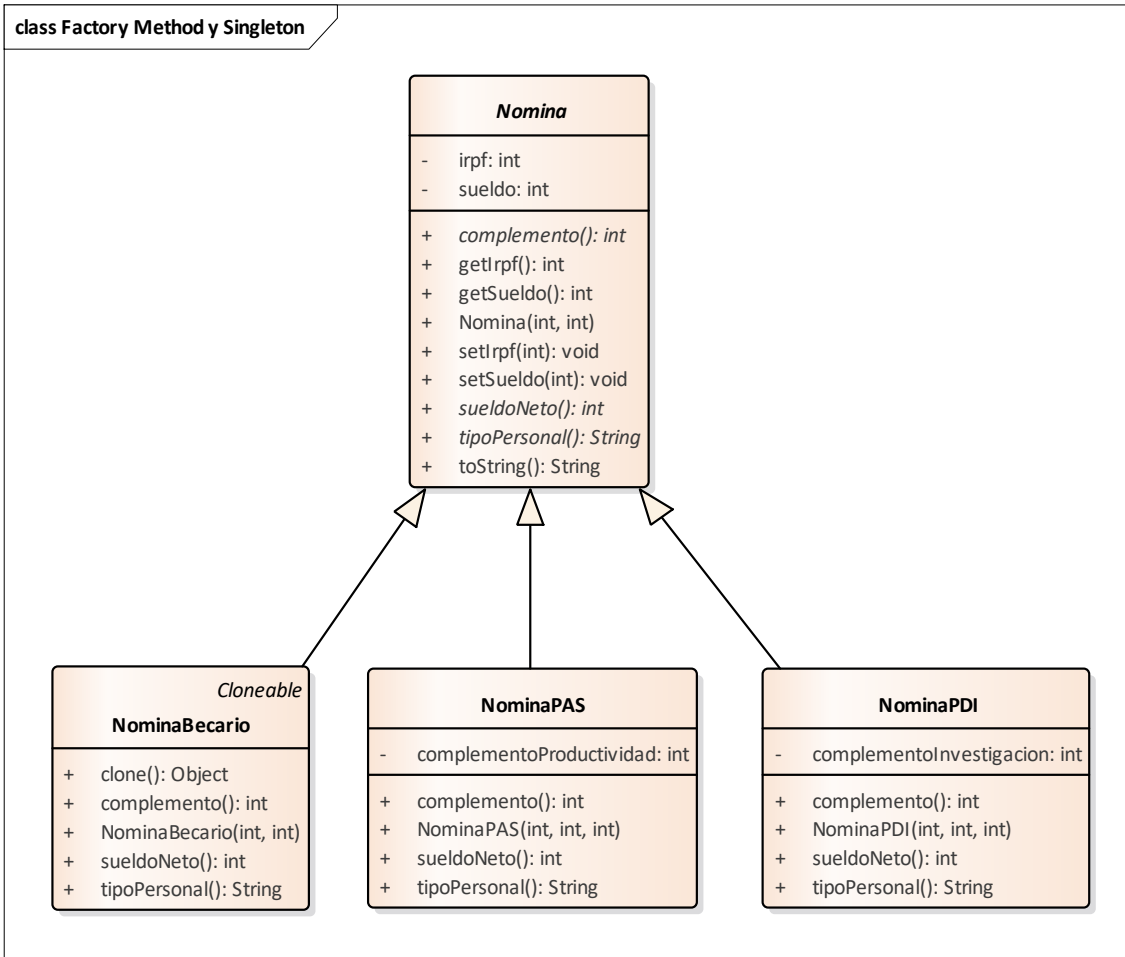 class Factory Method y Singleton
Nomina
- irpf: int
- sueldo: int
+ complemento(): int
+ getIrpf(): int
+ getSueldo(): int
+ Nomina(int, int)
+ setIrpf(int): void
+ setSueldo(int): void
+ sueldoNeto(): int
+ tipoPersonal(): String
+ toString(): String
Cloneable
NominaBecario
+ clone(): Object
+ complemento(): int
+ NominaBecario(int, int)
+ sueldoNeto(): int
+ tipoPersonal(): String
NominaPAS
- complementoProductividad: int
+ complemento(): int
+ NominaPAS(int, int, int)
+ sueldoNeto(): int
+ tipoPersonal(): String
NominaPDI
- complementoInvestigacion: int
+ complemento(): int
+ NominaPDI(int, int, int)
+ sueldoNeto(): int
+ tipoPersonal(): String